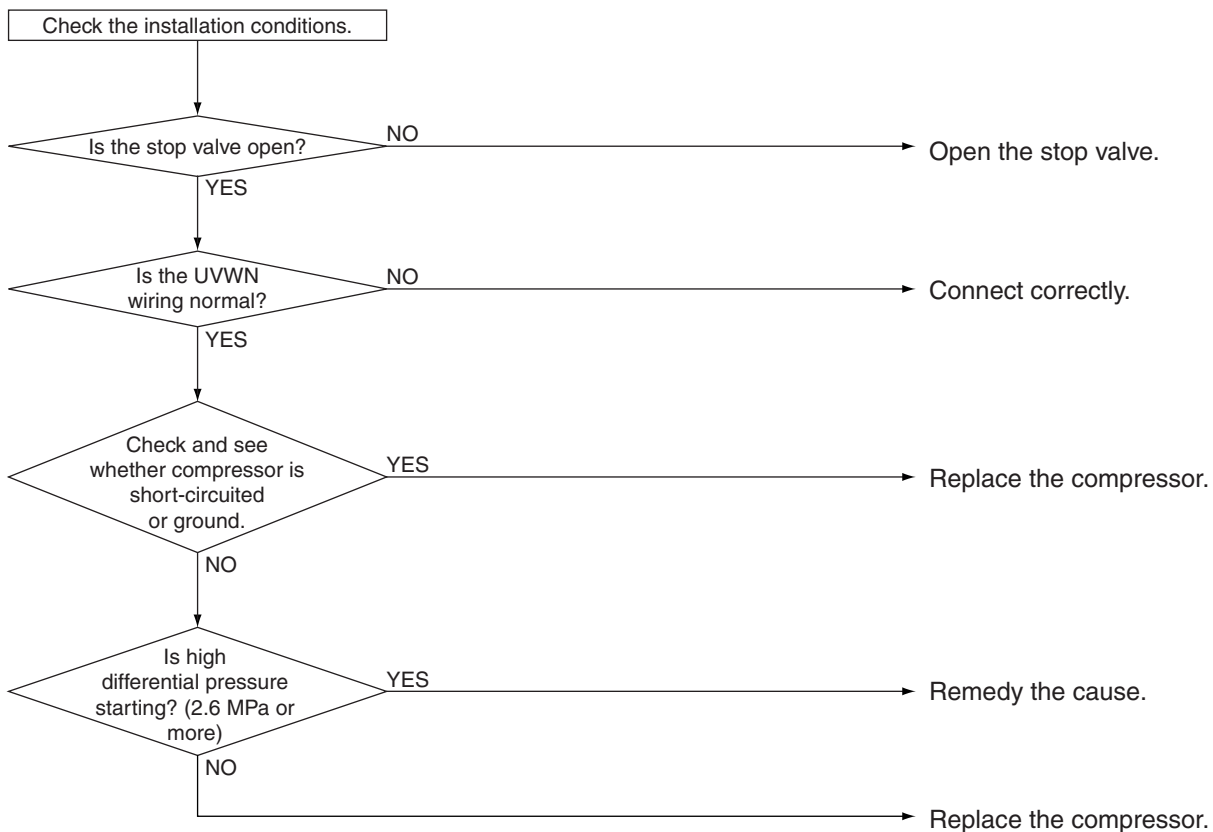 Check the installation conditions.
Is the stop valve open?
NO
Open the stop valve.
YES
Is the UVWN
wiring normal?
NO
Connect correctly.
YES
Check and see
whether compressor is
short-circuited
or ground.
YES
Replace the compressor.
NO
Is high
differential pressure
starting? (2.6 MPa or
more)
YES
Remedy the cause.
NO
Replace the compressor.